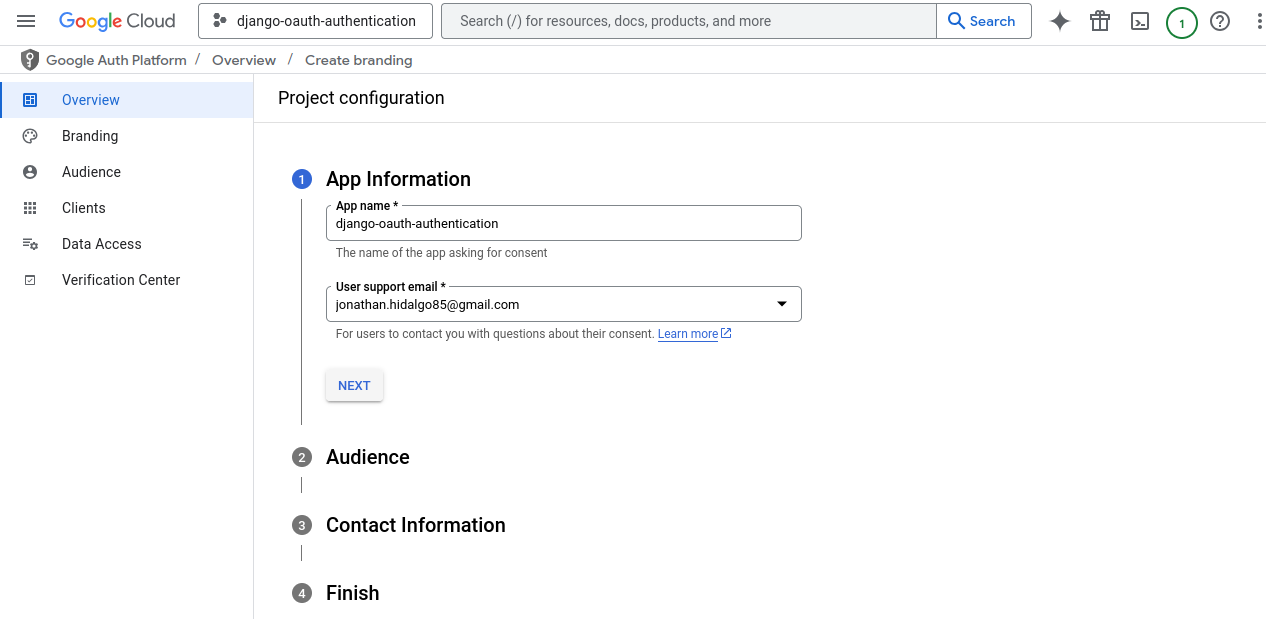 Google Cloud django-oauth-authentication Search (/) for resources, docs, products, and more Search 1
Google Auth Platform / Overview / Create branding
Overview
Branding
Audience
Clients
Data Access
Verification Center
Project configuration
1 App Information
App name *
django-oauth-authentication
The name of the app asking for consent
User support email *
jonathan.hidalgo85@gmail.com
For users to contact you with questions about their consent. Learn more
NEXT
2 Audience
3 Contact Information
4 Finish